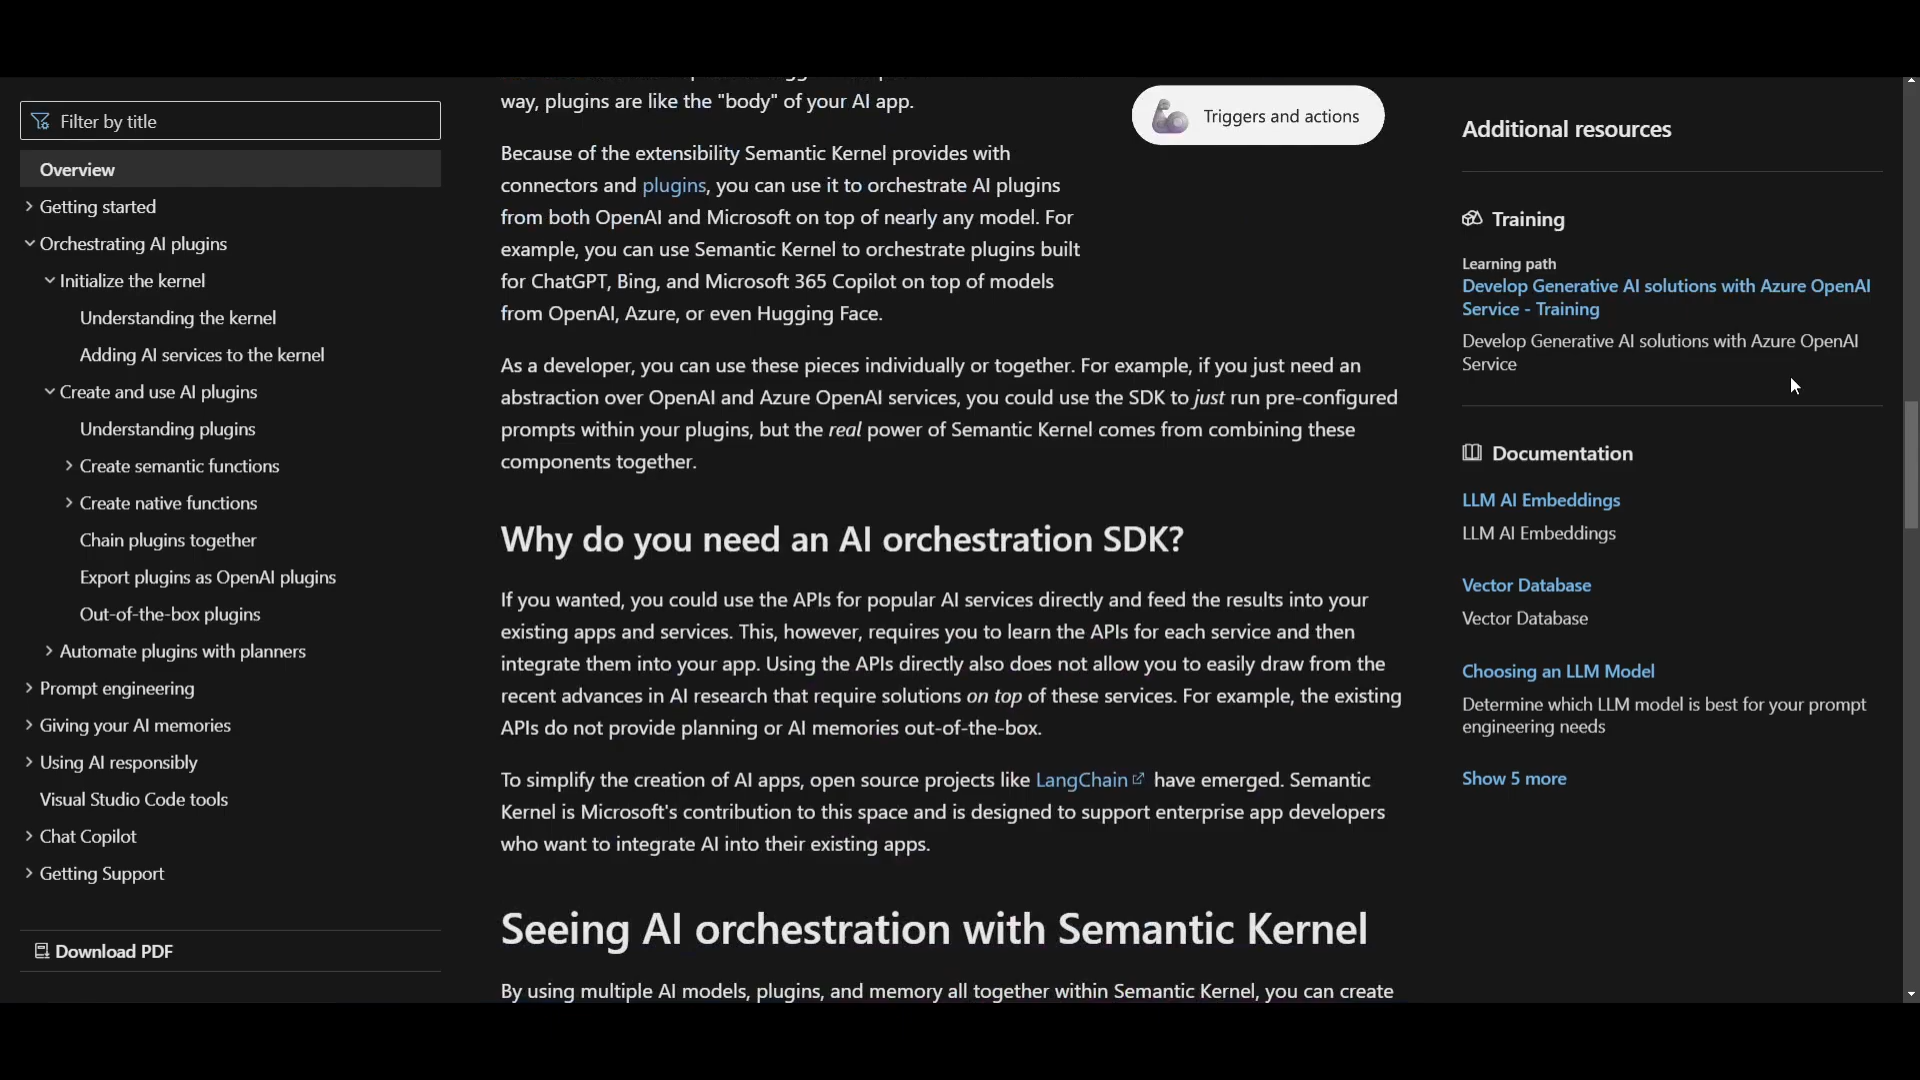 Filter by title
Overview
Getting started
Orchestrating AI plugins
Initialize the kernel
Understanding the kernel
Adding AI services to the kernel
Create and use AI plugins
Understanding plugins
Create semantic functions
Create native functions
Chain plugins together
Export plugins as OpenAI plugins
Out-of-the-box plugins
Automate plugins with planners
Prompt engineering
Giving your AI memories
Using AI responsibly
Visual Studio Code tools
Chat Copilot
Getting Support
Download PDF
way, plugins are like the "body" of your AI app.
Triggers and actions
Because of the extensibility Semantic Kernel provides with
connectors and plugins, you can use it to orchestrate AI plugins
from both OpenAI and Microsoft on top of nearly any model. For
example, you can use Semantic Kernel to orchestrate plugins built
for ChatGPT, Bing, and Microsoft 365 Copilot on top of models
from OpenAI, Azure, or even Hugging Face.
As a developer, you can use these pieces individually or together. For example, if you just need an
abstraction over OpenAI and Azure OpenAI services, you could use the SDK to just run pre-configured
prompts within your plugins, but the real power of Semantic Kernel comes from combining these
components together.
Why do you need an AI orchestration SDK?
If you wanted, you could use the APIs for popular AI services directly and feed the results into your
existing apps and services. This, however, requires you to learn the APIs for each service and then
integrate them into your app. Using the APIs directly also does not allow you to easily draw from the
recent advances in AI research that require solutions on top of these services. For example, the existing
APIs do not provide planning or AI memories out-of-the-box.
To simplify the creation of AI apps, open source projects like LangChain have emerged. Semantic
Kernel is Microsoft's contribution to this space and is designed to support enterprise app developers
who want to integrate AI into their existing apps.
Seeing AI orchestration with Semantic Kernel
By using multiple AI models, plugins, and memory all together within Semantic Kernel, you can create
Additional resources
Training
Learning path
Develop Generative AI solutions with Azure OpenAI
Service - Training
Develop Generative AI solutions with Azure OpenAI
Service
Documentation
LLM AI Embeddings
LLM AI Embeddings
Vector Database
Vector Database
Choosing an LLM Model
Determine which LLM model is best for your prompt
engineering needs
Show 5 more